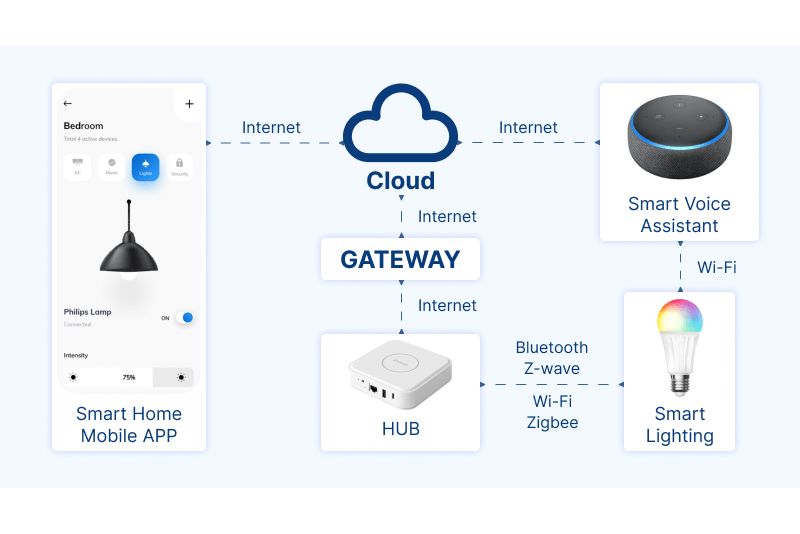 Bedroom
Total 4 active devices.
AC
Music
Lights
Security
Philips Lamp
Connected
ON
Intensity
75%
Smart Home
Mobile APP
Internet
Cloud
Internet
Internet
GATEWAY
Internet
HUB
Smart Voice
Assistant
Wi-Fi
Bluetooth
Z-wave
Wi-Fi
Zigbee
Smart
Lighting